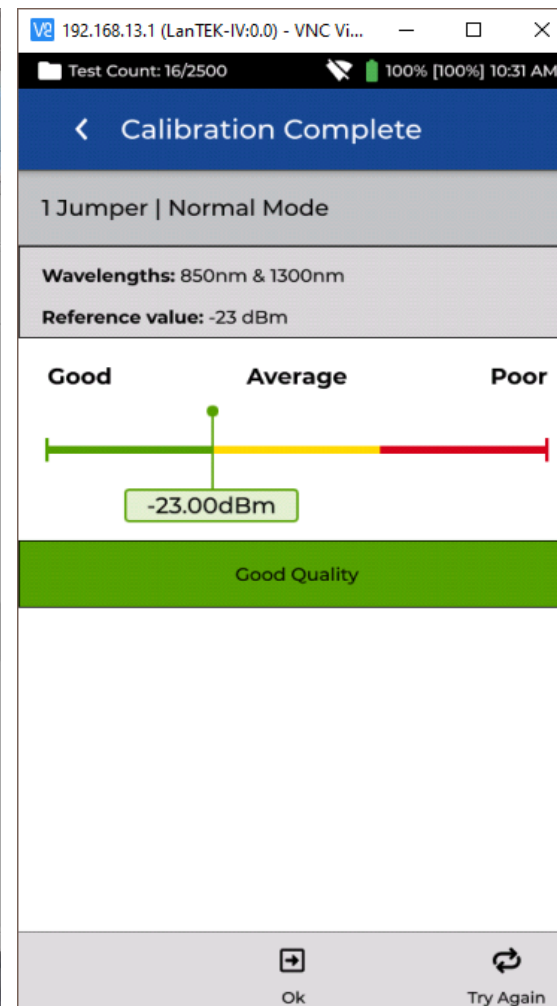 192.168.13.1 (LanTEK-IV:0.0) - VNC Vi...
Test Count: 16/2500 100% [100%] 10:31 AM
Calibration Complete
1 Jumper | Normal Mode
Wavelengths: 850nm & 1300nm
Reference value: -23 dBm
Good Average Poor
-23.00dBm
Good Quality
Ok Try Again